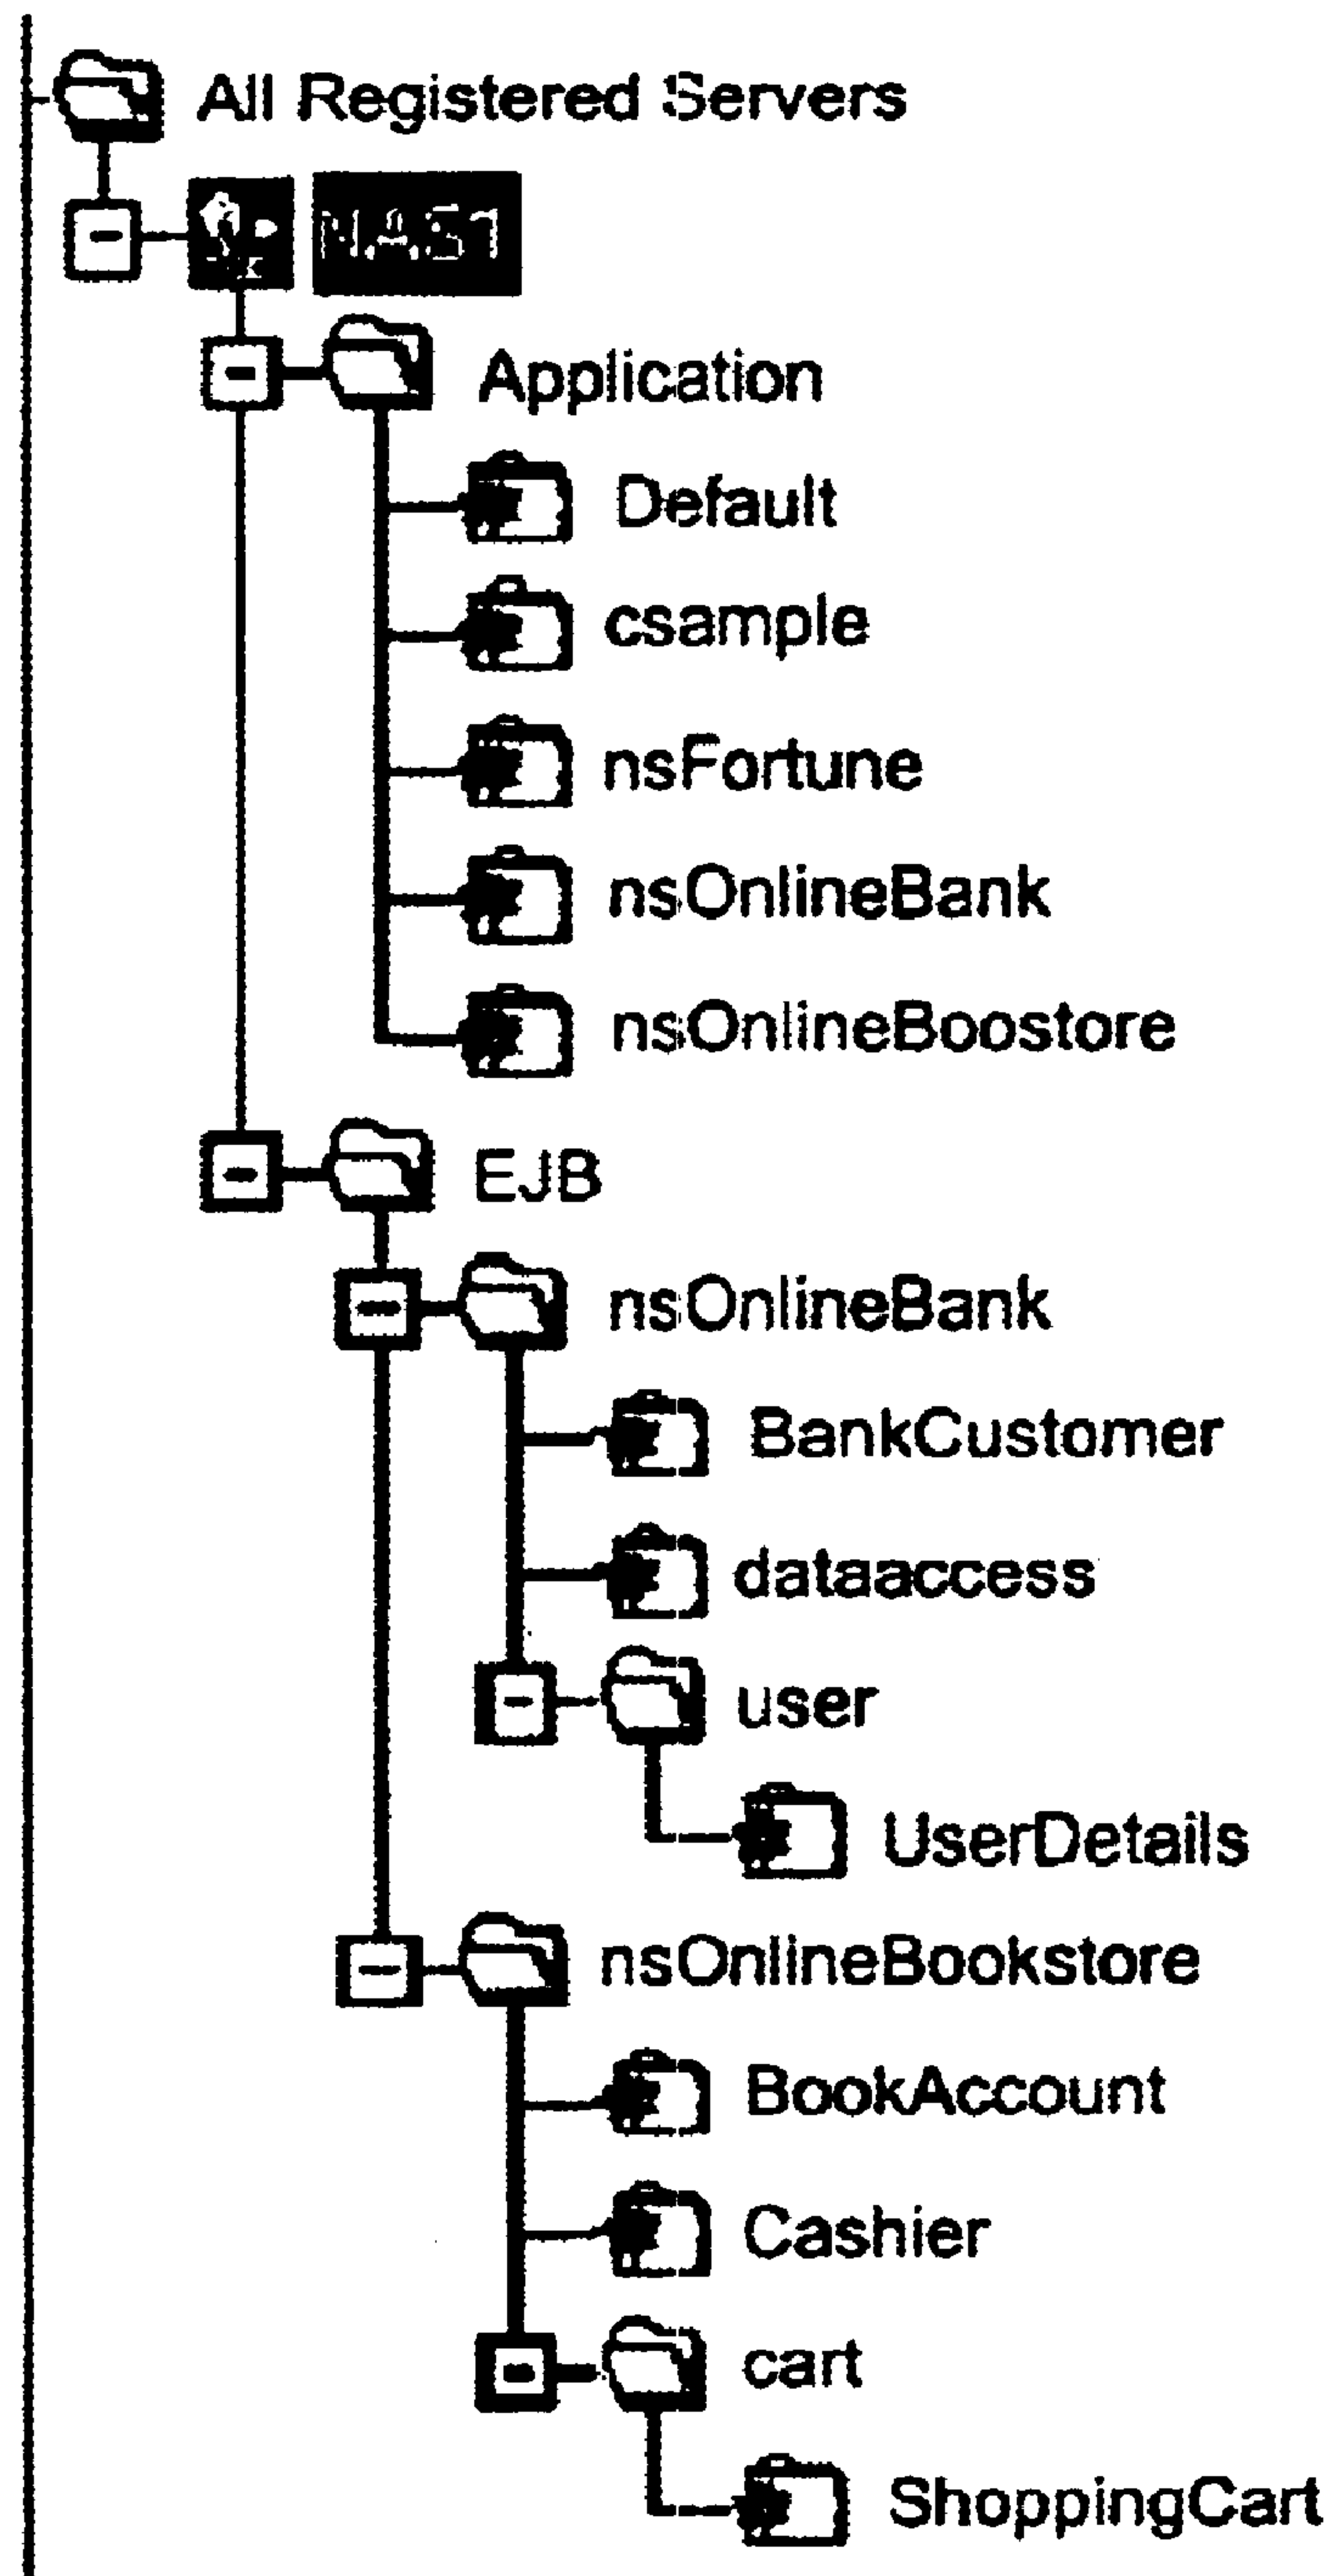 All Registered Servers
NAS1
Application
Default
csample
nsFortune
nsOnlineBank
nsOnlineBoostore
EJB
nsOnlineBank
BankCustomer
dataaccess
user
UserDetails
nsOnlineBookstore
BookAccount
Cashier
cart
ShoppingCart